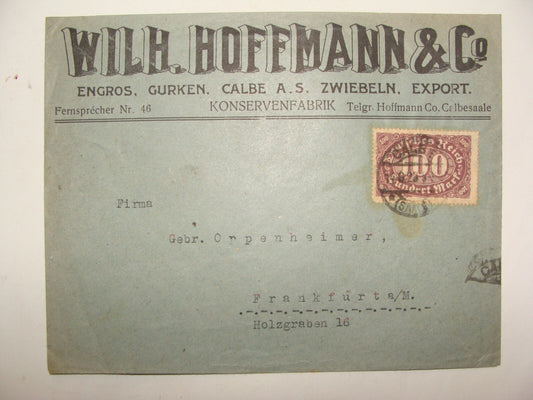 WILH. HOFFMANN & Co
ENGROS, GURKEN. CALBE A.S. ZWIEBELN, EXPORT.
Fernsprecher Nr. 46 KONSERVENFABRIK Telgr. Hoffmann Co. Calbesaale
Reich
100
Hundert Mark
CALBE
Firma
Gebr. Oppenheimer,
Frankfurt a/M.
Holzgraben 16